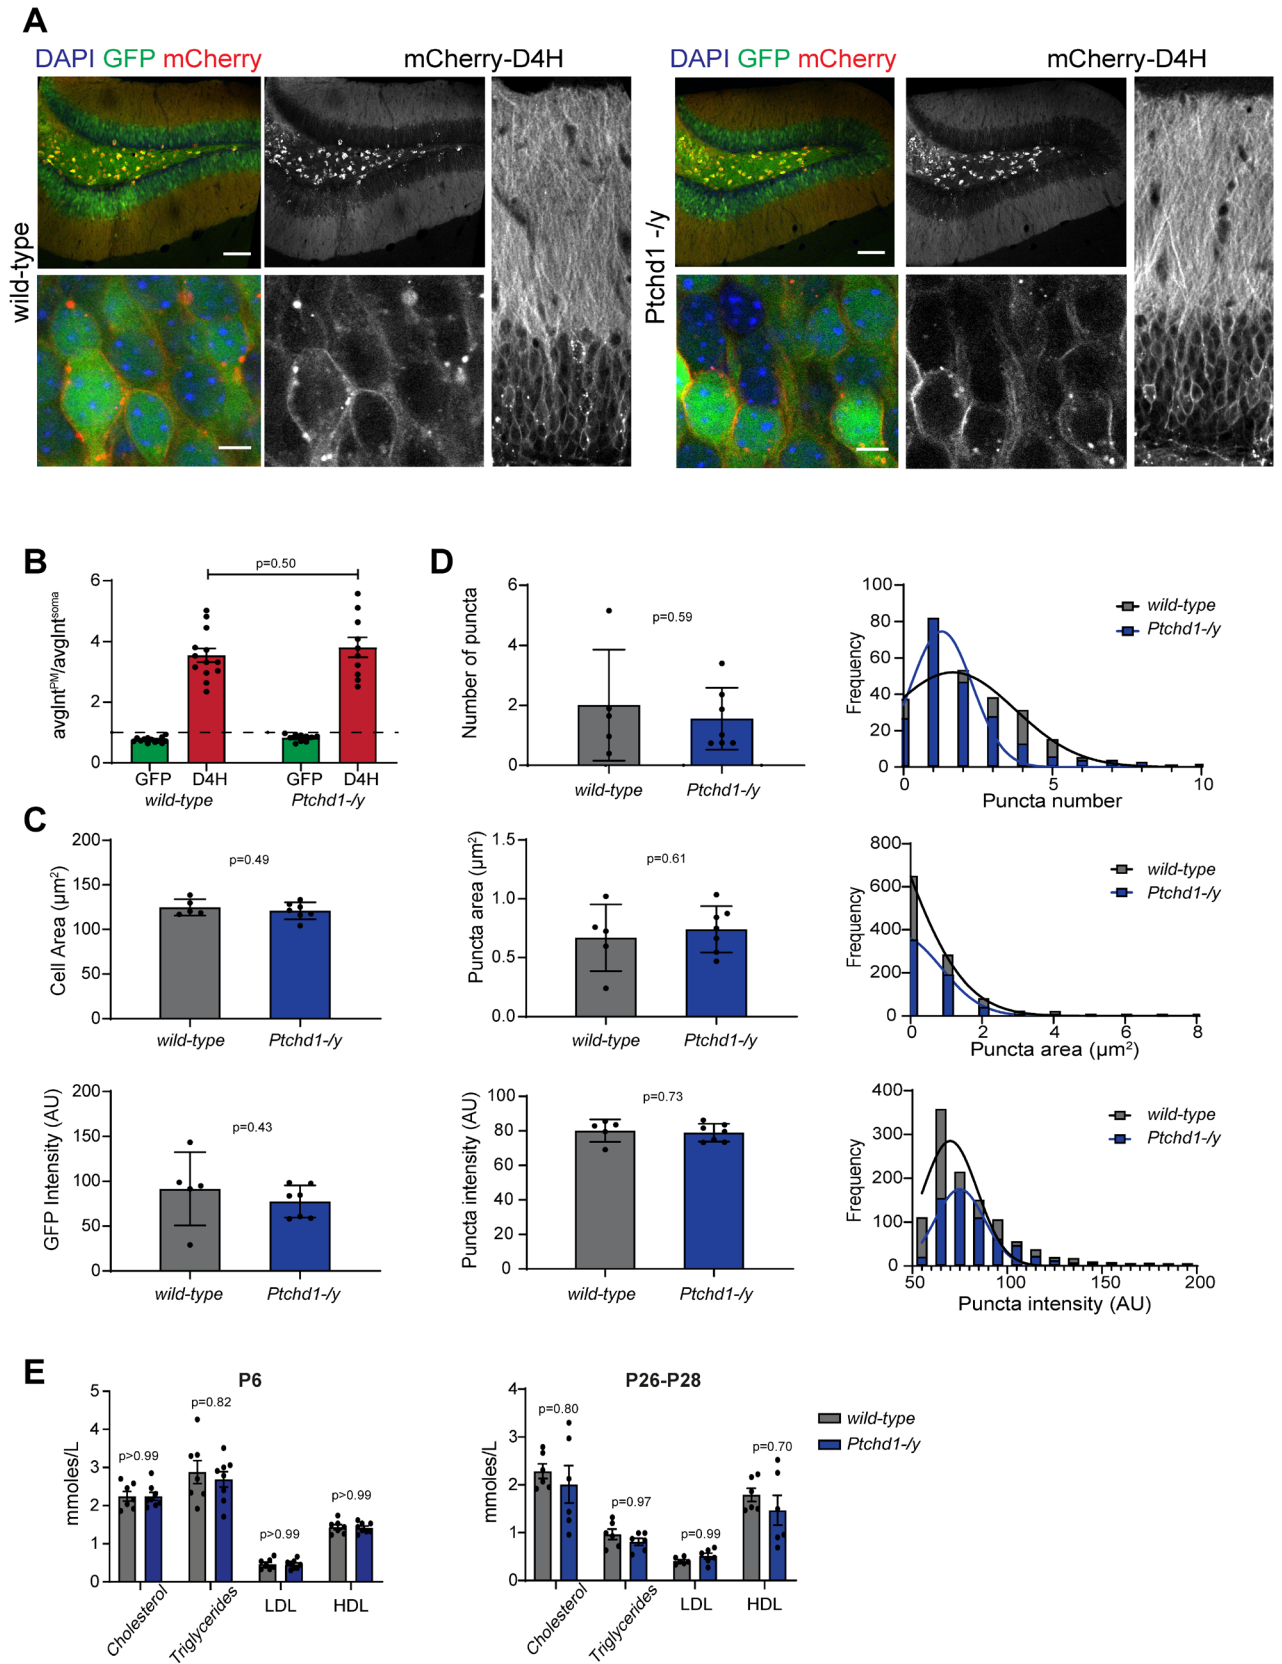 A
DAPI GFP mCherry
mCherry-D4H
DAPI GFP mCherry
mCherry-D4H
wild-type
Ptchd1 -/y
B
avgInt^PM/avgInt^soma
6
4
2
0
p=0.50
GFP
D4H
GFP
D4H
wild-type
Ptchd1-/y
D
Number of puncta
6
4
2
0
p=0.59
wild-type
Ptchd1-/y
Frequency
100
80
60
40
20
0
wild-type
Ptchd1-/y
0
5
10
Puncta number
C
Cell Area (µm²)
200
150
100
50
0
p=0.49
wild-type
Ptchd1-/y
Puncta area (µm²)
1.5
1.0
0.5
0.0
p=0.61
wild-type
Ptchd1-/y
Frequency
800
600
400
200
0
wild-type
Ptchd1-/y
0
2
4
6
8
Puncta area (µm²)
GFP Intensity (AU)
200
150
100
50
0
p=0.43
wild-type
Ptchd1-/y
Puncta intensity (AU)
100
80
60
40
20
0
p=0.73
wild-type
Ptchd1-/y
Frequency
400
300
200
100
0
wild-type
Ptchd1-/y
50
100
150
200
Puncta intensity (AU)
E
P6
mmoles/L
5
4
3
2
1
0
p>0.99
p=0.82
p>0.99
p>0.99
Cholesterol
Triglycerides
LDL
HDL
P26-P28
mmoles/L
4
3
2
1
0
p=0.80
p=0.97
p=0.99
p=0.70
Cholesterol
Triglycerides
LDL
HDL
wild-type
Ptchd1-/y